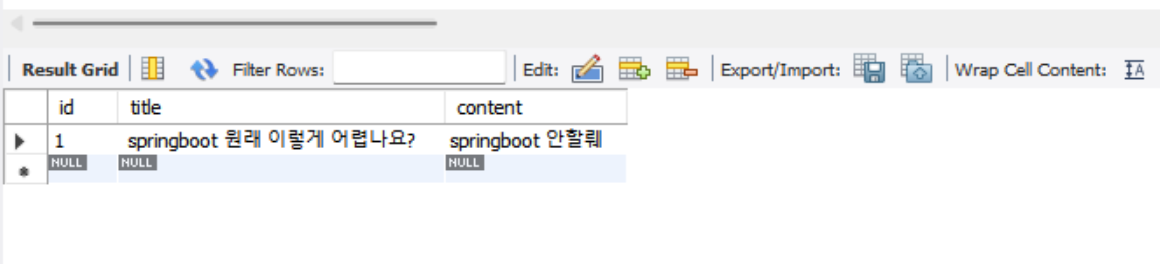 Result Grid Filter Rows: Edit: Export/Import: Wrap Cell Content: IA
id title content
1 springboot 원래 이렇게 어렵나요? springboot 안할뤠
NULL NULL NULL